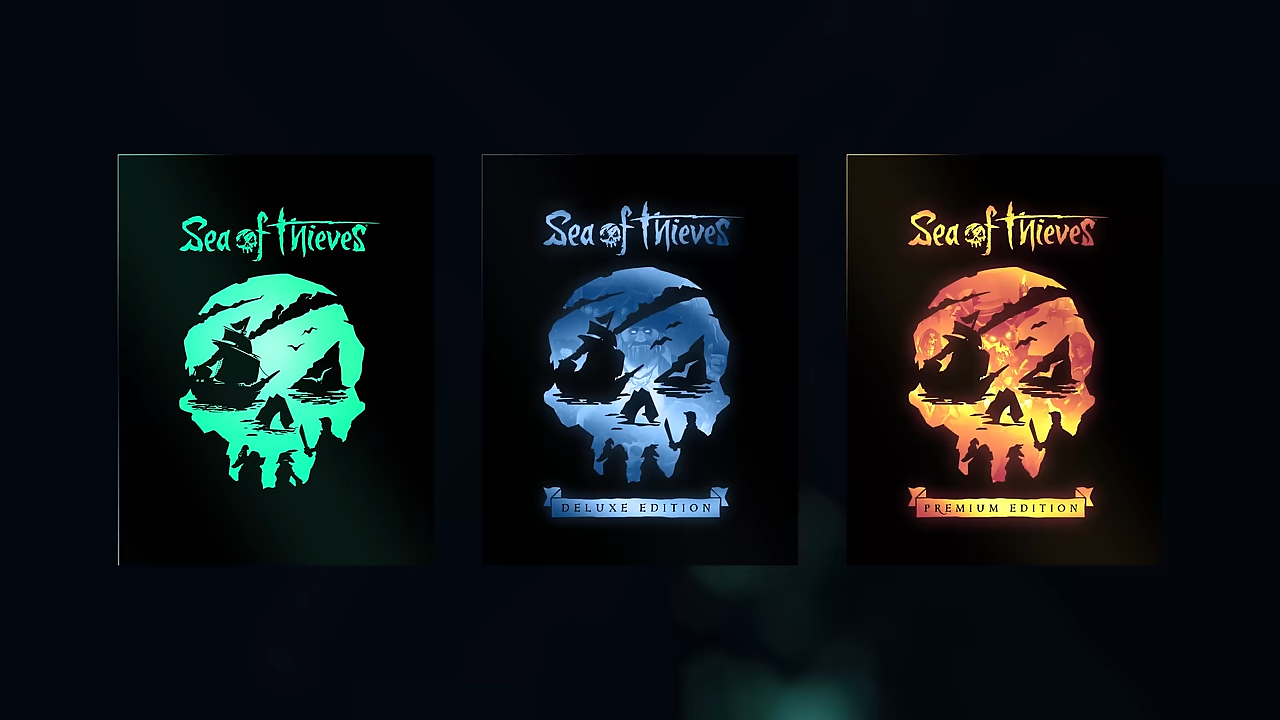 Sea of Thieves
Sea of Thieves
DELUXE EDITION
Sea of Thieves
PREMIUM EDITION